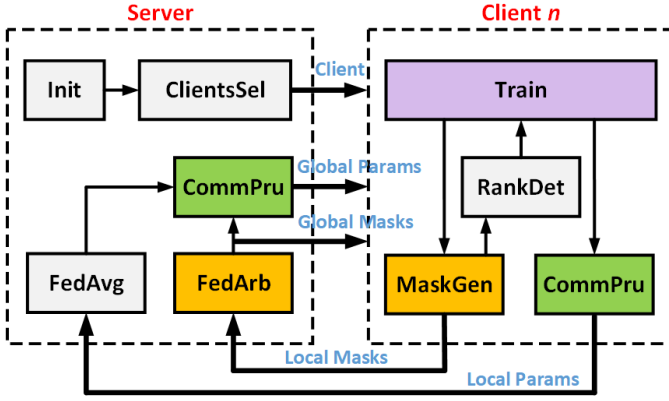 Server
Client n
Init
ClientsSel
Client
Train
Global Params
CommPru
RankDet
Global Masks
FedAvg
FedArb
MaskGen
CommPru
Local Masks
Local Params